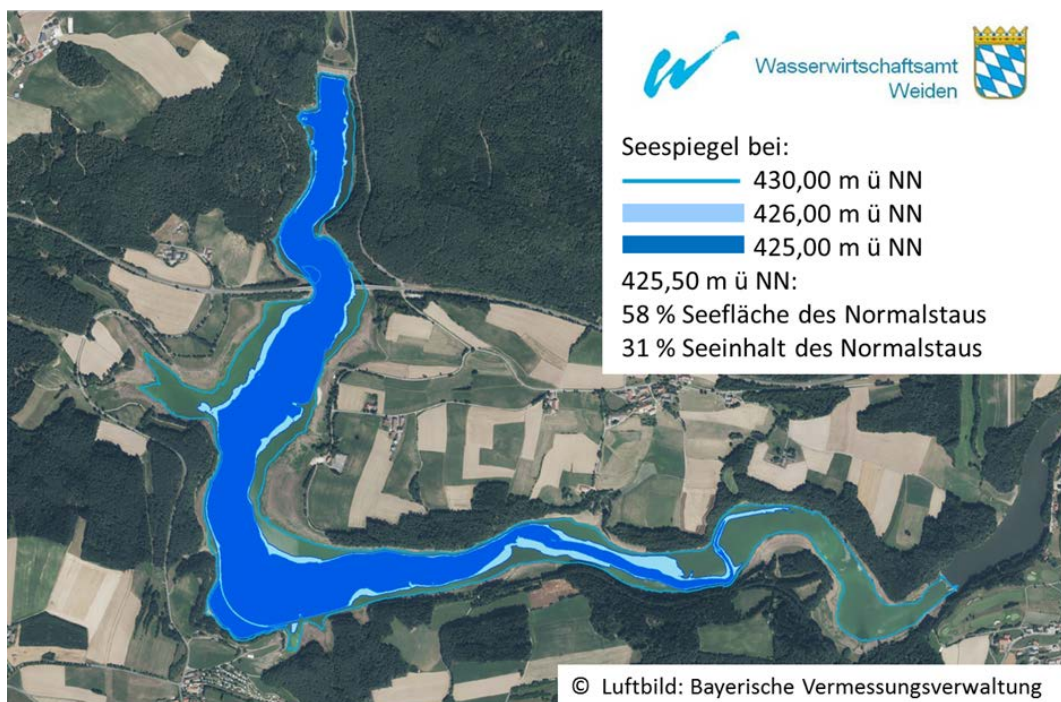 Wasserwirtschaftsamt
Weiden
Seespiegel bei:
430,00 m ü NN
426,00 m ü NN
425,00 m ü NN
425,50 m ü NN:
58 % Seefläche des Normalstaus
31 % Seeinhalt des Normalstaus
© Luftbild: Bayerische Vermessungsverwaltung